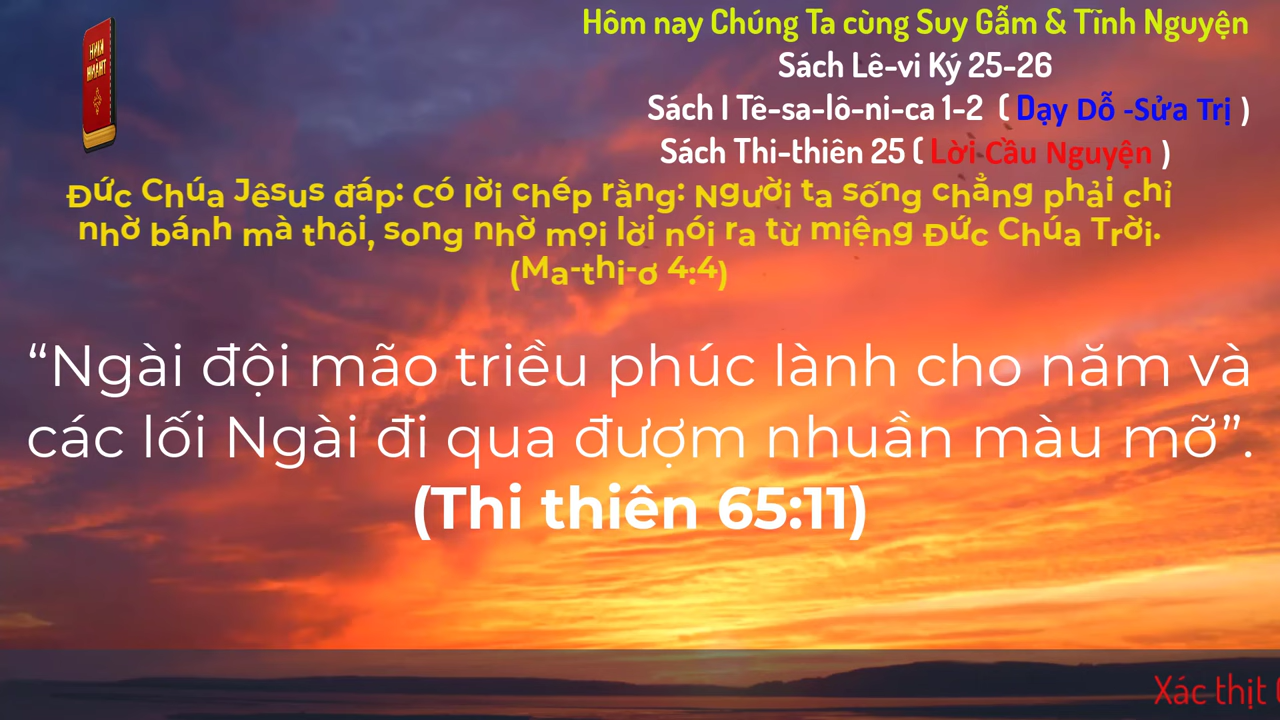 KINH
THÁNH
Hôm nay Chúng Ta cùng Suy Gẫm & Tĩnh Nguyện
Sách Lê-vi Ký 25-26
Sách I Tê-sa-lô-ni-ca 1-2 ( Dạy Dỗ -Sửa Trị )
Sách Thi-thiên 25 ( Lời Cầu Nguyện )
Đức Chúa Jêsus đáp: Có lời chép rằng: Người ta sống chẳng phải chỉ
nhờ bánh mà thôi, song nhờ mọi lời nói ra từ miệng Đức Chúa Trời.
(Ma-thi-ơ 4:4)
“Ngài đội mão triều phúc lành cho năm và
các lối Ngài đi qua đượm nhuần màu mỡ”.
(Thi thiên 65:11)
Xác thịt